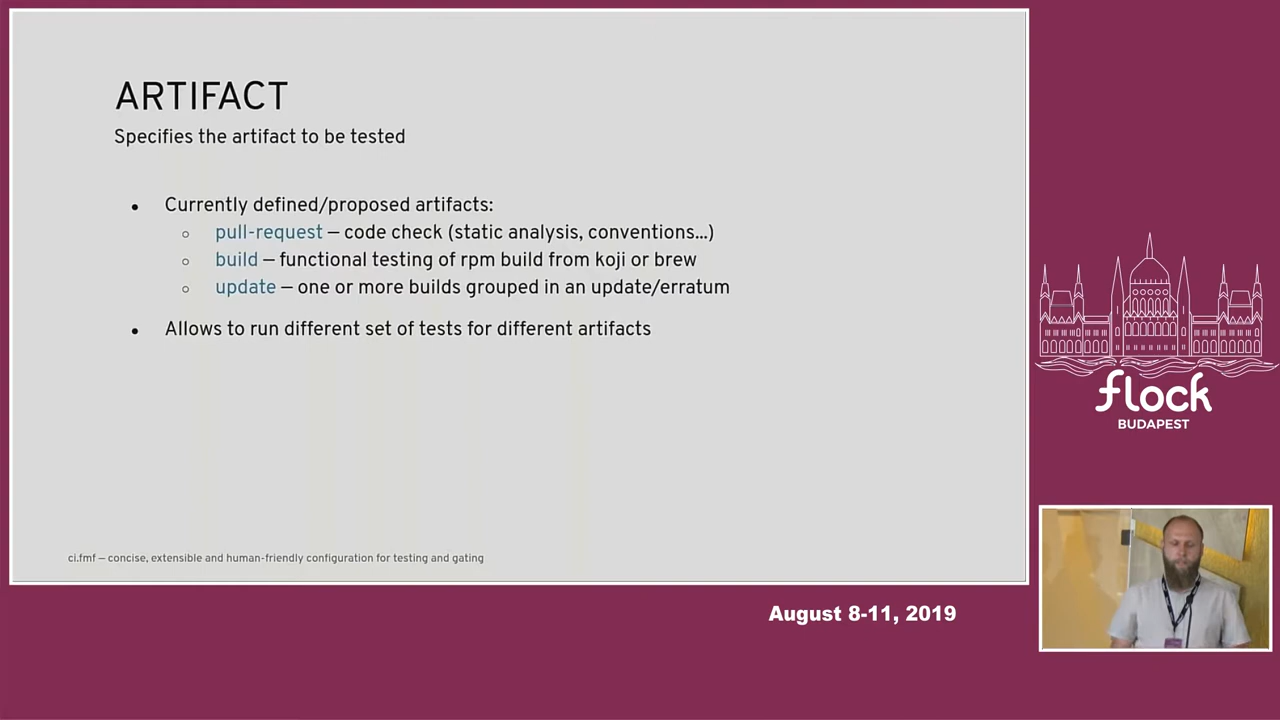 ARTIFACT
Specifies the artifact to be tested
● Currently defined/proposed artifacts:
○ pull-request – code check (static analysis, conventions...)
○ build – functional testing of rpm build from koji or brew
○ update – one or more builds grouped in an update/erratum
● Allows to run different set of tests for different artifacts
ci.fmf – concise, extensible and human-friendly configuration for testing and gating
flock
BUDAPEST
August 8-11, 2019